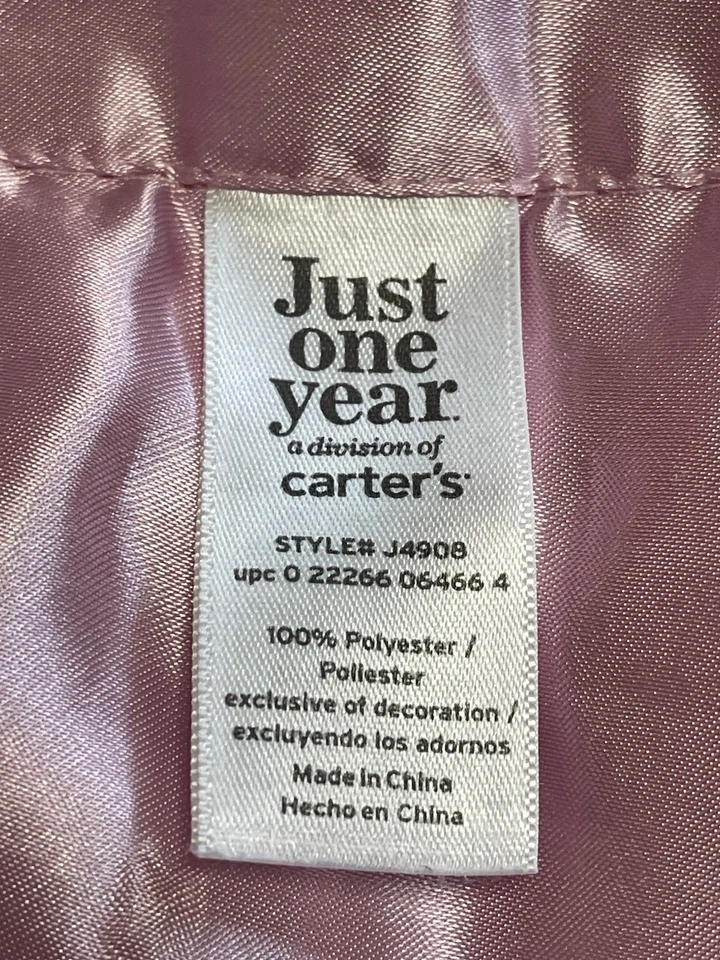 Just
one
year.
a division of
carter's
STYLE# J4908
upc 0 22266 06466 4
100% Polyester /
Poliester
exclusive of decoration /
excluyendo los adornos
Made in China
Hecho en China